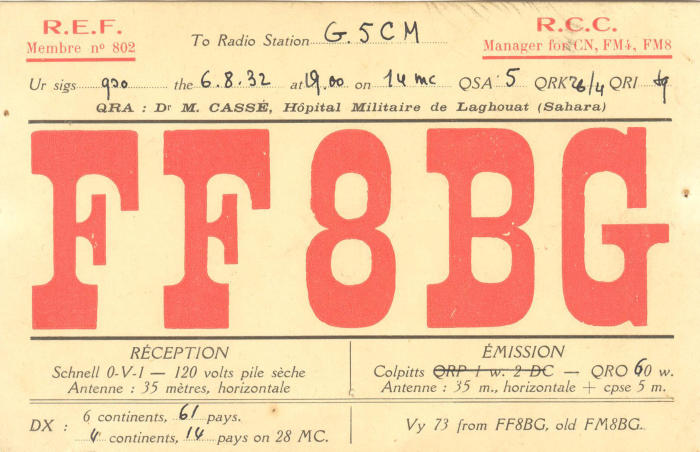 R.E.F.
Membre nº 802
To Radio Station G. 5 C M
R.C.C.
Manager for CN, FM4, FM8
Ur sigs qso the 6.8.32 at 19.00 on 14 mc QSA 5 QRK 6/4 QRI
QRA : Dr M. CASSÉ, Hôpital Militaire de Laghouat (Sahara)
FF8BG
RÉCEPTION
Schnell O-V-1 — 120 volts pile sèche
Antenne : 35 mètres, horizontale
ÉMISSION
Colpitts QRP 1 w. 2 DC — QRO 60 w.
Antenne : 35 m., horizontale + cpse 5 m.
DX : 6 continents, 61 pays.
4 continents, 14 pays on 28 MC.
Vy 73 from FF8BG, old FM8BG.